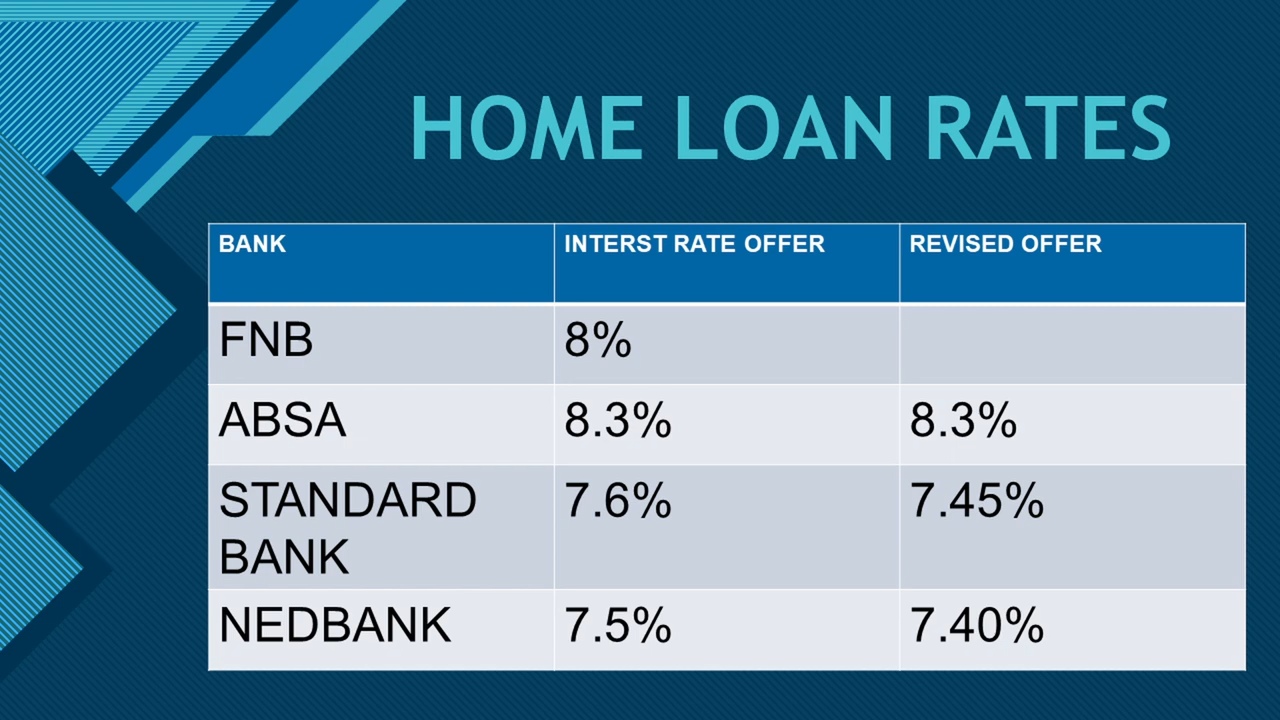 HOME LOAN RATES
BANK INTERST RATE OFFER REVISED OFFER
FNB 8%
ABSA 8.3% 8.3%
STANDARD 7.6% 7.45%
BANK
NEDBANK 7.5% 7.40%